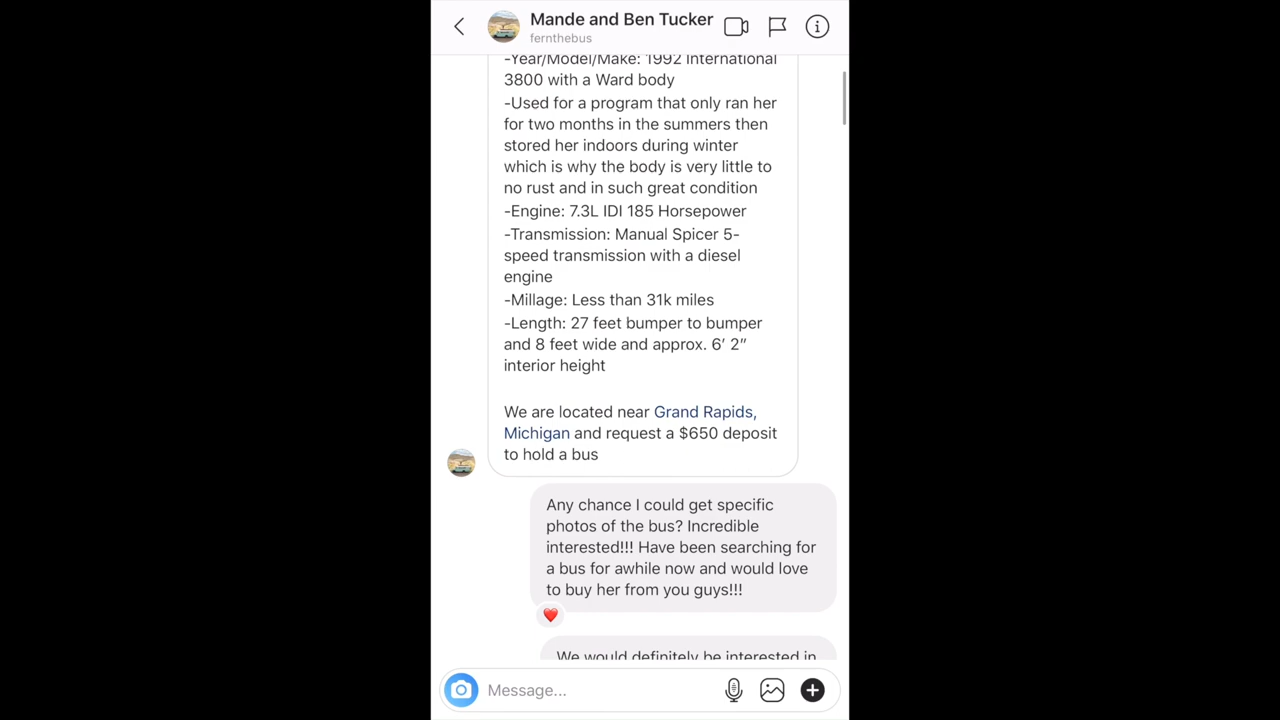 Mande and Ben Tucker
fernthebus
-Year/Model/Make: 1992 International
3800 with a Ward body
-Used for a program that only ran her
for two months in the summers then
stored her indoors during winter
which is why the body is very little to
no rust and in such great condition
-Engine: 7.3L IDI 185 Horsepower
-Transmission: Manual Spicer 5-
speed transmission with a diesel
engine
-Millage: Less than 31k miles
-Length: 27 feet bumper to bumper
and 8 feet wide and approx. 6’ 2”
interior height
We are located near Grand Rapids,
Michigan and request a $650 deposit
to hold a bus
Any chance I could get specific
photos of the bus? Incredible
interested!!! Have been searching for
a bus for awhile now and would love
to buy her from you guys!!!
We would definitely be interested in
Message...